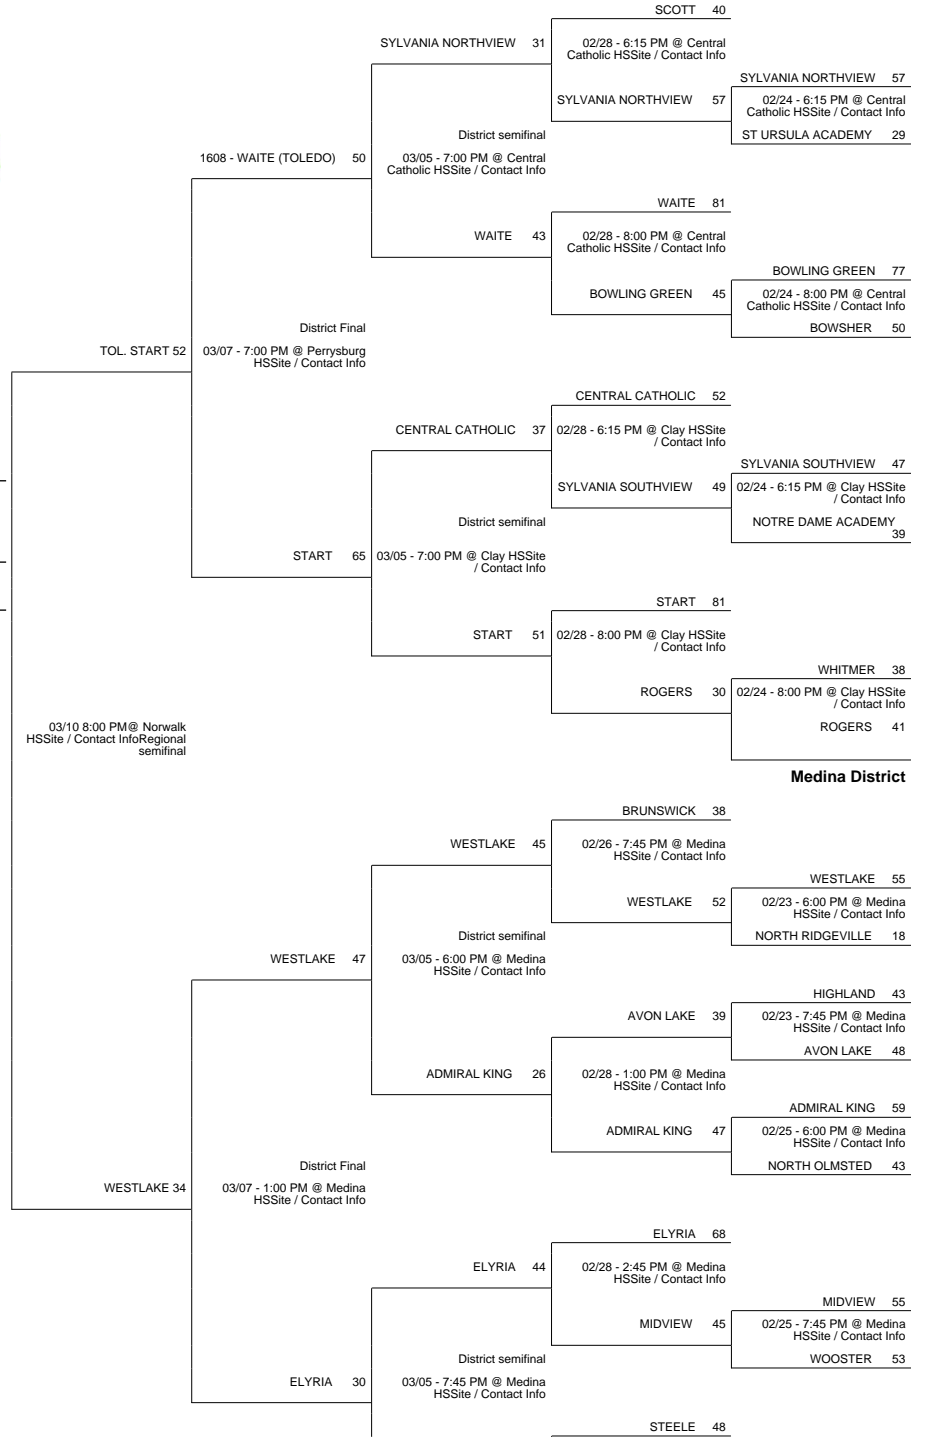 SCOTT 40
SYLVANIA NORTHVIEW 31
02/28 - 6:15 PM @ Central
Catholic HSSite / Contact Info
SYLVANIA NORTHVIEW 57
SYLVANIA NORTHVIEW 57
02/24 - 6:15 PM @ Central
Catholic HSSite / Contact Info
ST URSULA ACADEMY 29
District semifinal
1608 - WAITE (TOLEDO) 50
03/05 - 7:00 PM @ Central
Catholic HSSite / Contact Info
WAITE 81
WAITE 43
02/28 - 8:00 PM @ Central
Catholic HSSite / Contact Info
BOWLING GREEN 77
BOWLING GREEN 45
02/24 - 8:00 PM @ Central
Catholic HSSite / Contact Info
BOWSHER 50
District Final
TOL. START 52
03/07 - 7:00 PM @ Perrysburg
HSSite / Contact Info
CENTRAL CATHOLIC 52
CENTRAL CATHOLIC 37
02/28 - 6:15 PM @ Clay HSSite
/ Contact Info
SYLVANIA SOUTHVIEW 47
SYLVANIA SOUTHVIEW 49
02/24 - 6:15 PM @ Clay HSSite
/ Contact Info
District semifinal
NOTRE DAME ACADEMY
39
START 65
03/05 - 7:00 PM @ Clay HSSite
/ Contact Info
START 81
START 51
02/28 - 8:00 PM @ Clay HSSite
/ Contact Info
WHITMER 38
ROGERS 30
02/24 - 8:00 PM @ Clay HSSite
/ Contact Info
ROGERS 41
03/10 8:00 PM@ Norwalk
HSSite / Contact InfoRegional
semifinal
Medina District
BRUNSWICK 38
WESTLAKE 45
02/26 - 7:45 PM @ Medina
HSSite / Contact Info
WESTLAKE 55
WESTLAKE 52
02/23 - 6:00 PM @ Medina
HSSite / Contact Info
District semifinal
NORTH RIDGEVILLE 18
WESTLAKE 47
03/05 - 6:00 PM @ Medina
HSSite / Contact Info
HIGHLAND 43
AVON LAKE 39
02/23 - 7:45 PM @ Medina
HSSite / Contact Info
AVON LAKE 48
ADMIRAL KING 26
02/28 - 1:00 PM @ Medina
HSSite / Contact Info
ADMIRAL KING 59
ADMIRAL KING 47
02/25 - 6:00 PM @ Medina
HSSite / Contact Info
District Final
NORTH OLMSTED 43
WESTLAKE 34
03/07 - 1:00 PM @ Medina
HSSite / Contact Info
ELYRIA 68
ELYRIA 44
02/28 - 2:45 PM @ Medina
HSSite / Contact Info
MIDVIEW 55
MIDVIEW 45
02/25 - 7:45 PM @ Medina
HSSite / Contact Info
District semifinal
WOOSTER 53
ELYRIA 30
03/05 - 7:45 PM @ Medina
HSSite / Contact Info
STEELE 48